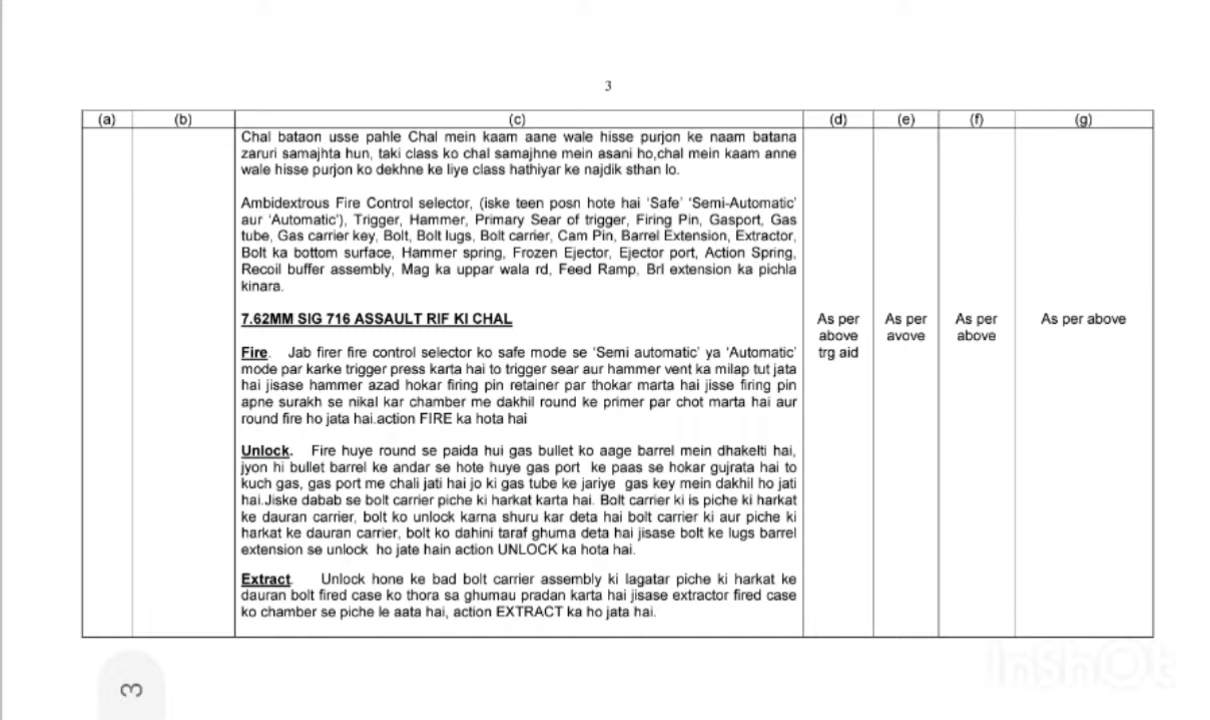 3
(a) (b) (c) (d) (e) (f) (g)
Chal bataon usse pahle Chal mein kaam aane wale hisse purjon ke naam batana
zaruri samajhta hun, taki class ko chal samajhne mein asani ho,chal mein kaam anne
wale hisse purjon ko dekhne ke liye class hathiyar ke najdik sthan lo.
Ambidextrous Fire Control selector, (iske teen posn hote hai ‘Safe’ ‘Semi-Automatic’
aur ‘Automatic’), Trigger, Hammer, Primary Sear of trigger, Firing Pin, Gasport, Gas
tube, Gas carrier key, Bolt, Bolt lugs, Bolt carrier, Cam Pin, Barrel Extension, Extractor,
Bolt ka bottom surface, Hammer spring, Frozen Ejector, Ejector port, Action Spring,
Recoil buffer assembly, Mag ka uppar wala rd, Feed Ramp, Brl extension ka pichla
kinara.
7.62MM SIG 716 ASSAULT RIF KI CHAL
As per above trg aid
As per avove
As per above
As per above
Fire. Jab firer fire control selector ko safe mode se ‘Semi automatic’ ya ‘Automatic’
mode par karke trigger press karta hai to trigger sear aur hammer vent ka milap tut jata
hai jisase hammer azad hokar firing pin retainer par thokar marta hai jisse firing pin
apne surakh se nikal kar chamber me dakhil round ke primer par chot marta hai aur
round fire ho jata hai.action FIRE ka hota hai
Unlock. Fire huye round se paida hui gas bullet ko aage barrel mein dhakelti hai,
jyon hi bullet barrel ke andar se hote huye gas port ke paas se hokar gujrata hai to
kuch gas, gas port me chali jati hai jo ki gas tube ke jariye gas key mein dakhil ho jati
hai.Jiske dabab se bolt carrier piche ki harkat karta hai. Bolt carrier ki is piche ki harkat
ke dauran carrier, bolt ko unlock karna shuru kar deta hai bolt carrier ki aur piche ki
harkat ke dauran carrier, bolt ko dahini taraf ghuma deta hai jisase bolt ke lugs barrel
extension se unlock ho jate hain action UNLOCK ka hota hai.
Extract. Unlock hone ke bad bolt carrier assembly ki lagatar piche ki harkat ke
dauran bolt fired case ko thora sa ghumau pradan karta hai jisase extractor fired case
ko chamber se piche le aata hai, action EXTRACT ka ho jata hai.
3
InShOt